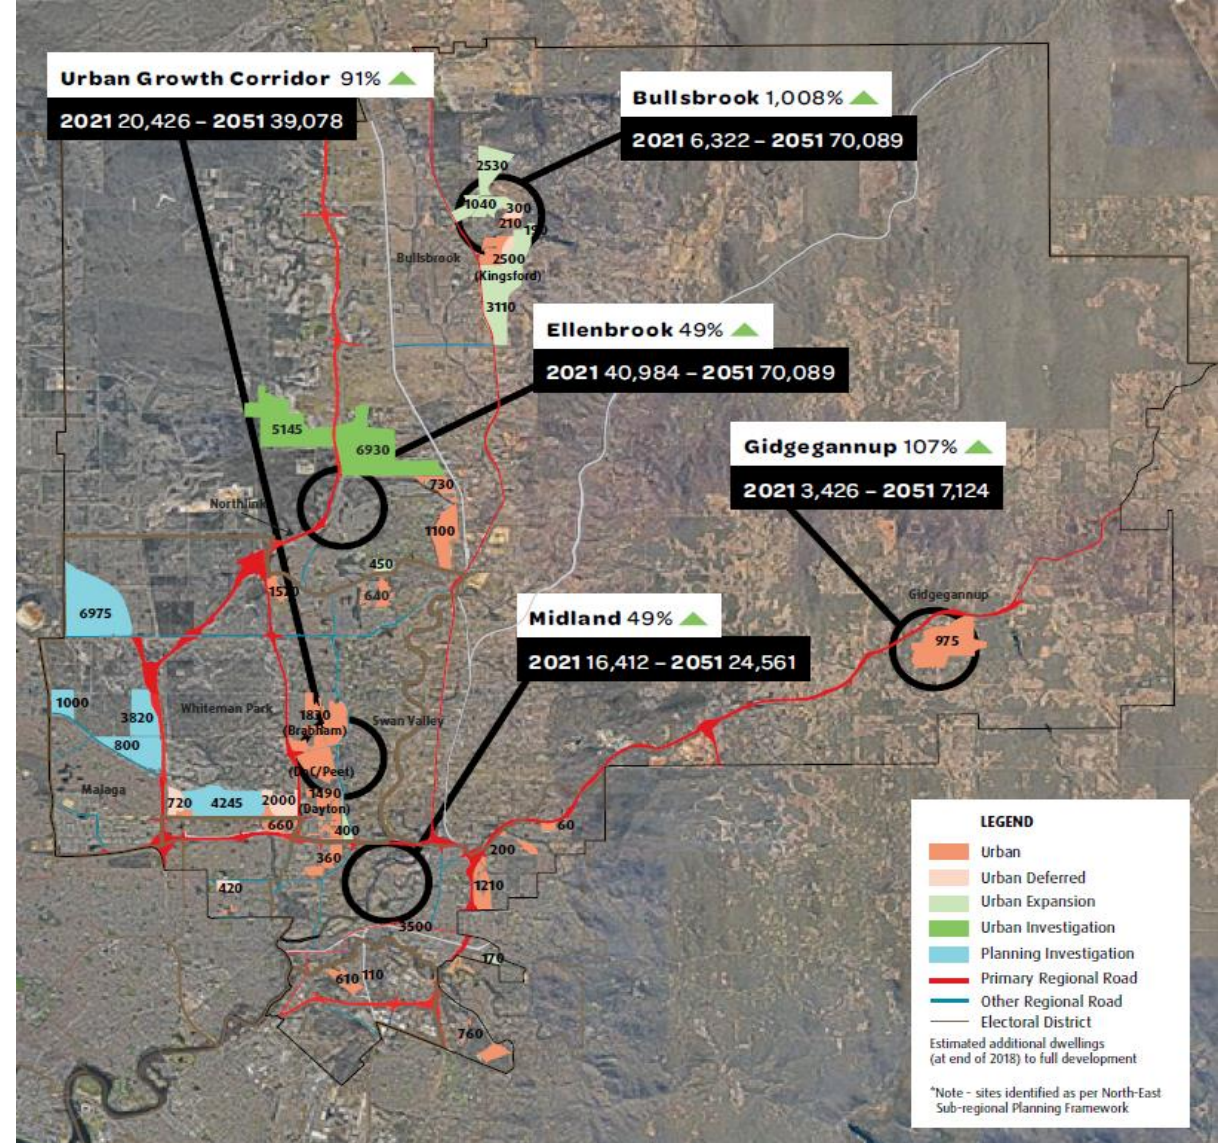 Urban Growth Corridor 91%
2021 20,426 – 2051 39,078
Bullsbrook 1,008%
2021 6,322 – 2051 70,089
2530
1040
300
210
190
Bullsbrook
2500
(Kingsford)
3110
Ellenbrook 49%
2021 40,984 – 2051 70,089
5145
6930
Gidgegannup 107%
2021 3,426 – 2051 7,124
730
Northlink
1100
450
1520
640
6975
Gidgegannup
975
Midland 49%
2021 16,412 – 2051 24,561
1000
3820
Whiteman Park
1830
(Brabham)
Swan Valley
800
(DoC/Peet)
Malaga
720
4245
2000
1490
(Dayton)
660
400
60
360
200
420
1210
3500
170
610
110
760
LEGEND
Urban
Urban Deferred
Urban Expansion
Urban Investigation
Planning Investigation
Primary Regional Road
Other Regional Road
Electoral District
Estimated additional dwellings
(at end of 2018) to full development
*Note - sites identified as per North-East
Sub-regional Planning Framework